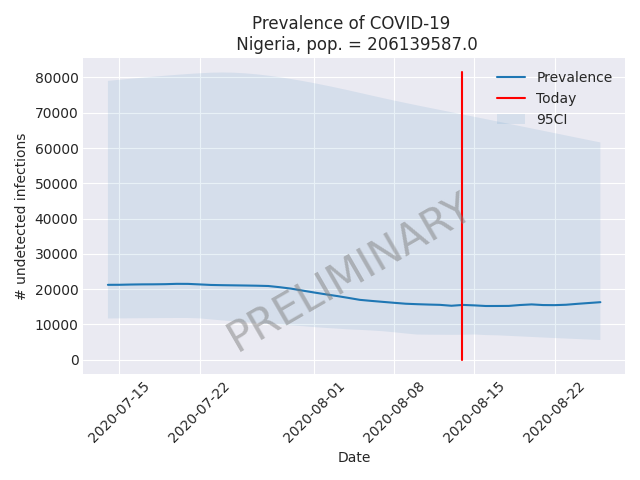 Prevalence of COVID-19
Nigeria, pop. = 206139587.0
80000
70000
60000
50000
40000
30000
20000
10000
0
# undetected infections
Prevalence
Today
95CI
PRELIMINARY
2020-07-15
2020-07-22
2020-08-01
2020-08-08
2020-08-15
2020-08-22
Date